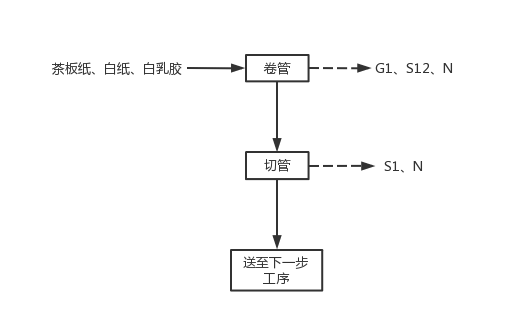 茶板纸、白纸、白乳胶
卷管
G1、S12、N
切管
S1、N
送至下一步
工序